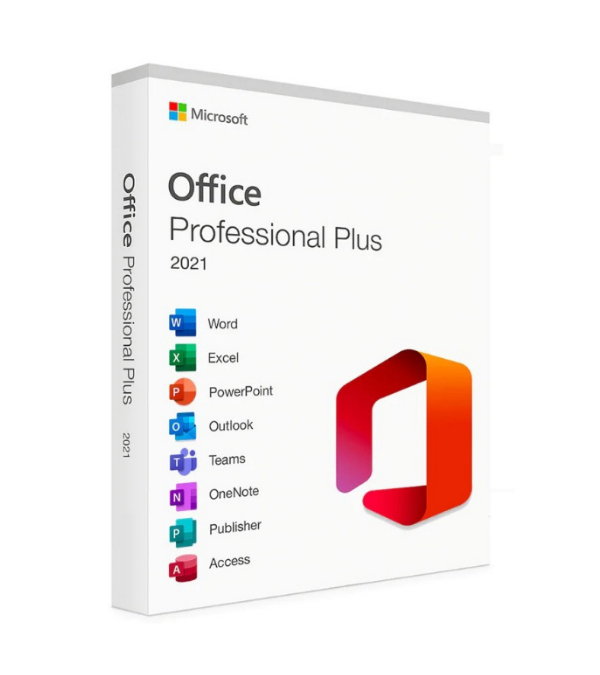 Microsoft
Office
Professional Plus
2021
W Word
X Excel
P PowerPoint
O Outlook
T Teams
N OneNote
P Publisher
A Access
Office Professional Plus 2021